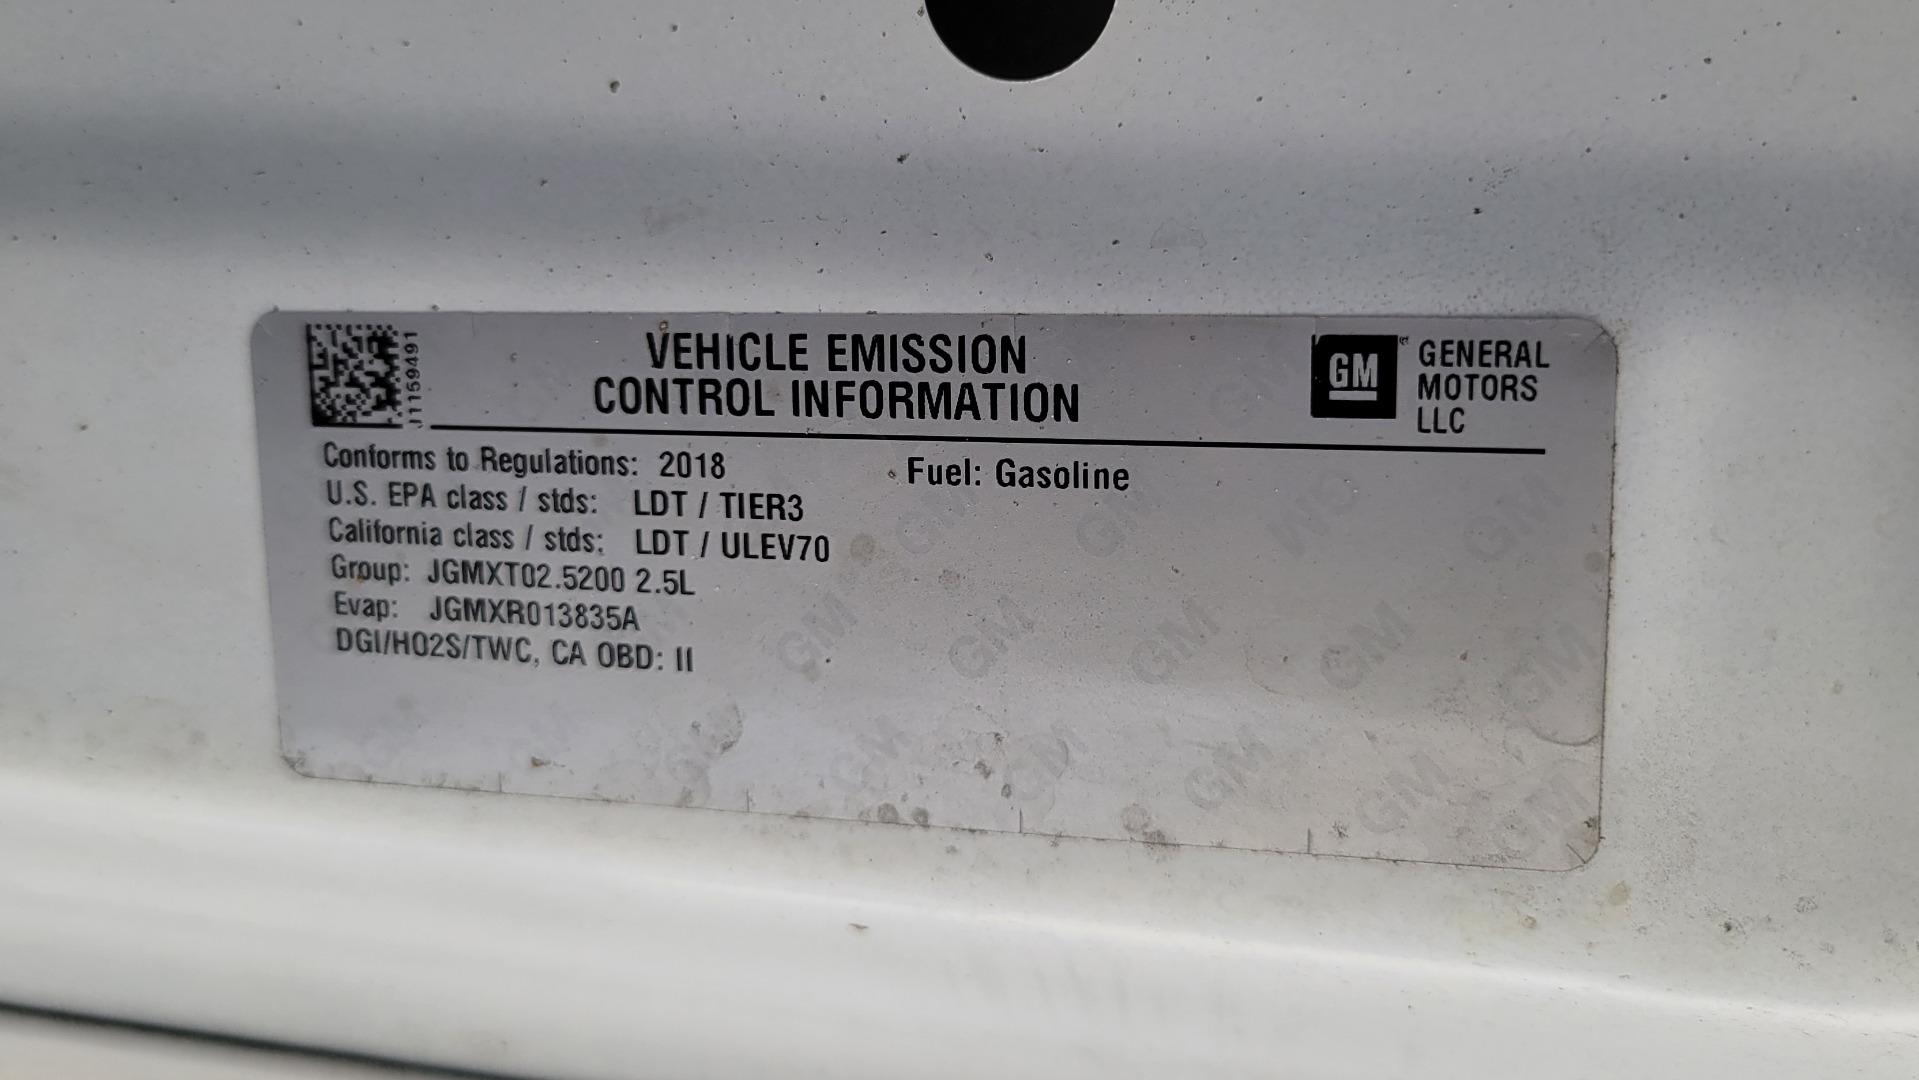 J1159491
VEHICLE EMISSION
CONTROL INFORMATION
GM
GENERAL
MOTORS
LLC
Conforms to Regulations: 2018
Fuel: Gasoline
U.S. EPA class / stds: LDT / TIER3
California class / stds: LDT / ULEV70
Group: JGMXT02.5200 2.5L
Evap: JGMXR013835A
DGI/HO2S/TWC, CA OBD: II